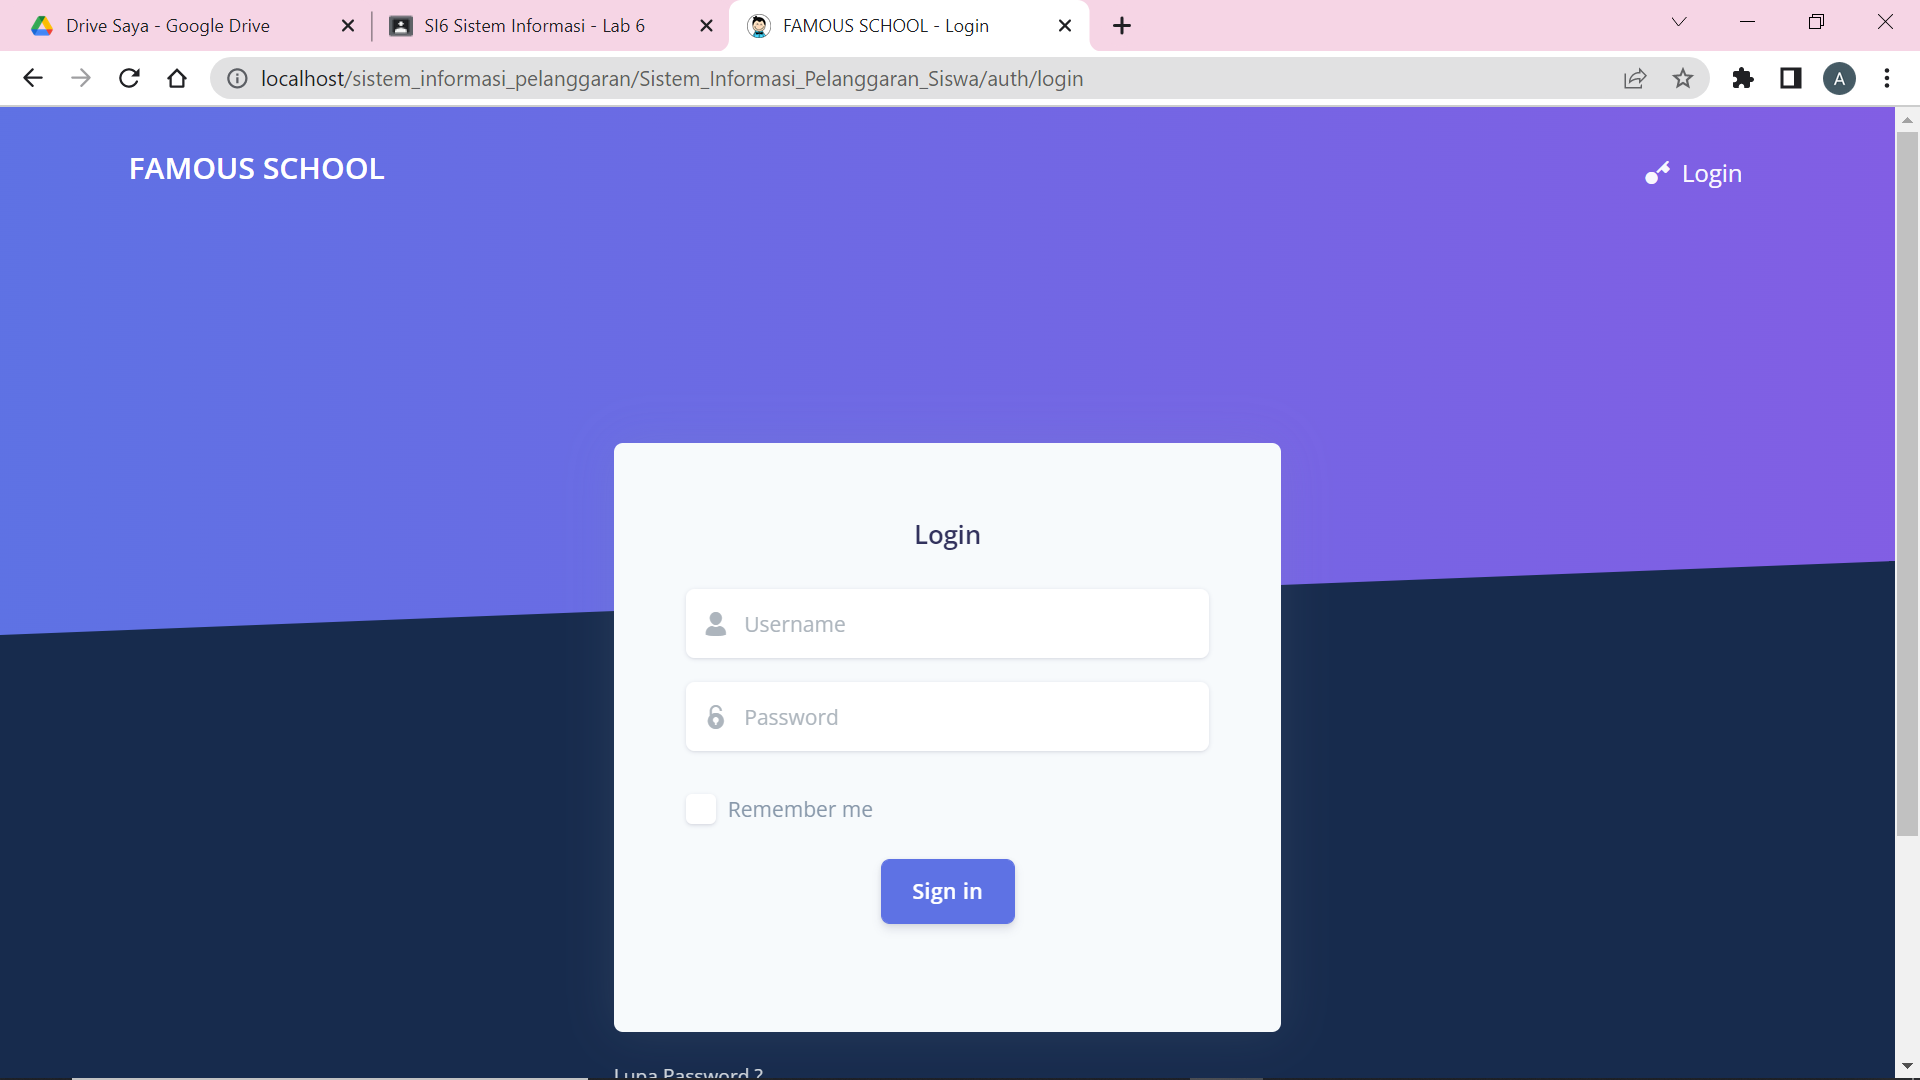 Drive Saya - Google Drive
SI6 Sistem Informasi - Lab 6
FAMOUS SCHOOL - Login
localhost/sistem_informasi_pelanggaran/Sistem_Informasi_Pelanggaran_Siswa/auth/login
A
FAMOUS SCHOOL
Login
Login
Username
Password
Remember me
Sign in
Lupa Password ?